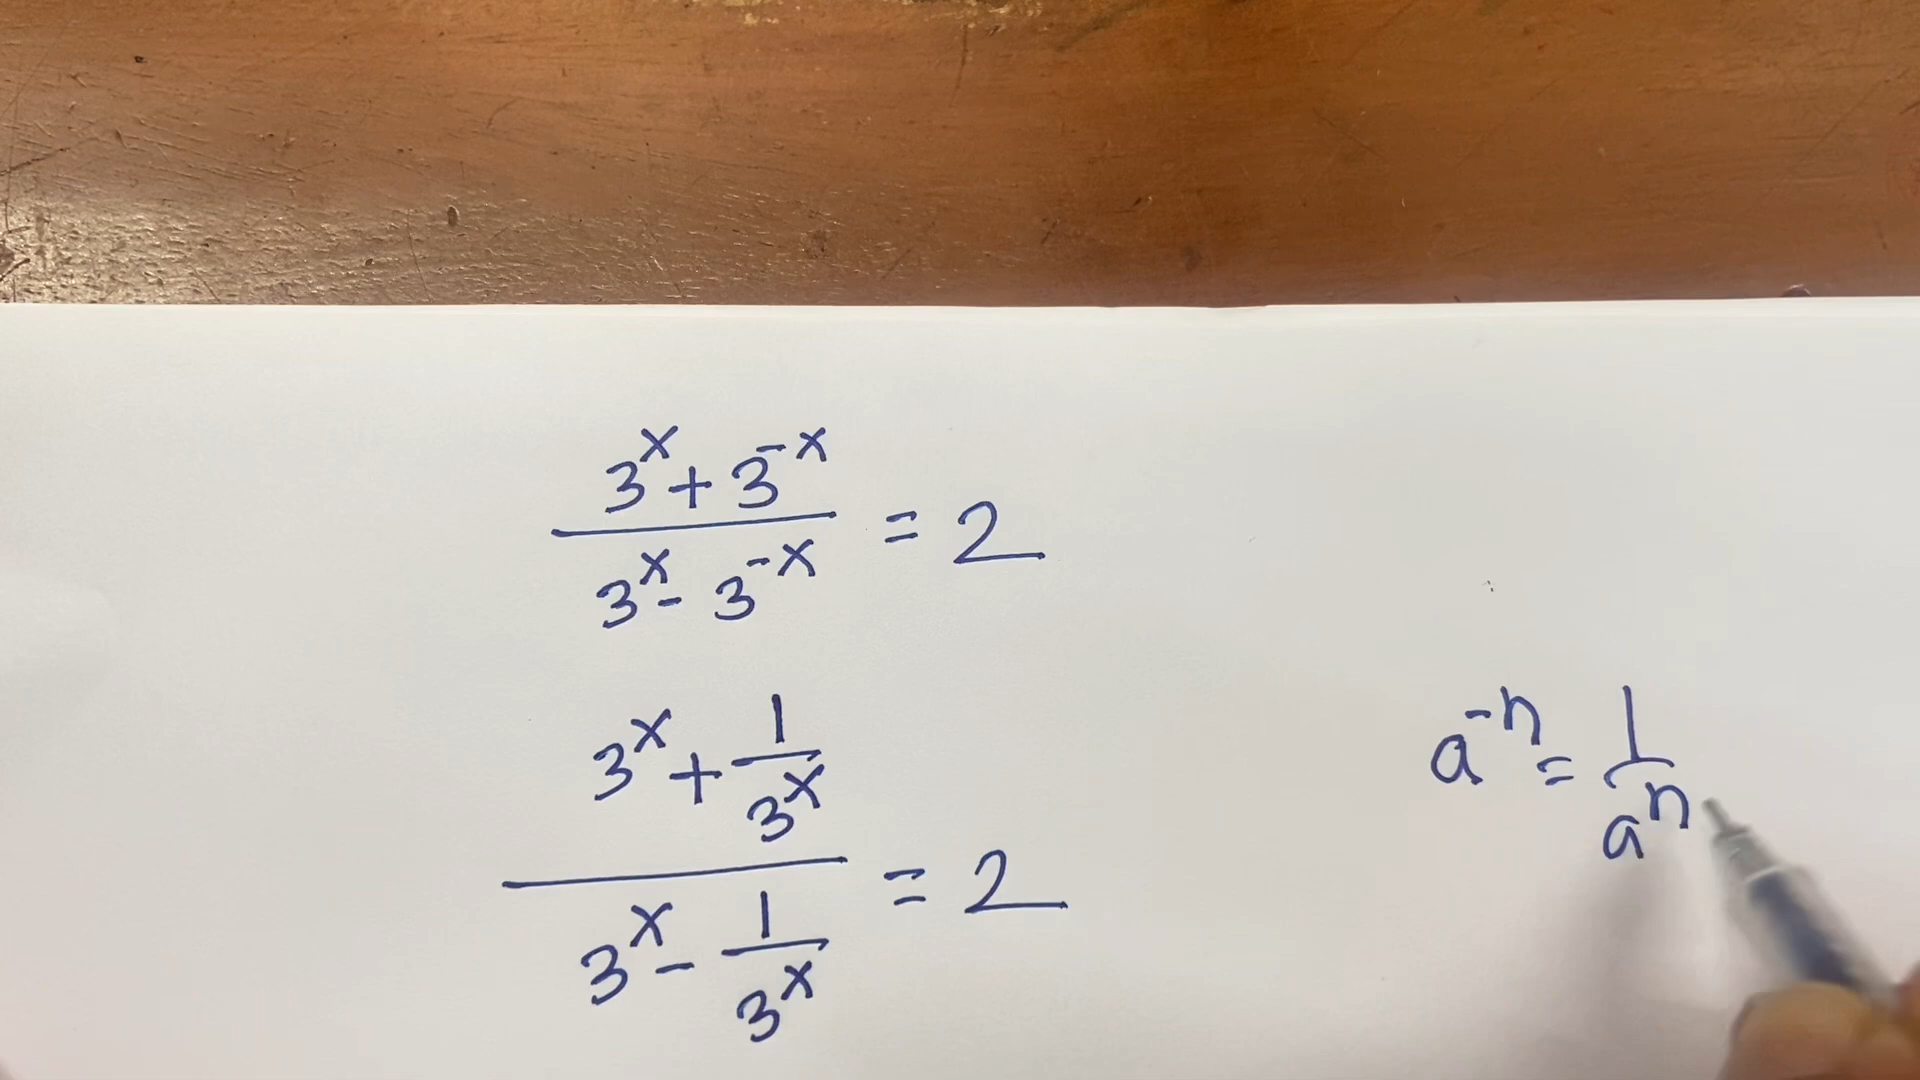 3^x + 3^-x
3^x - 3^-x = 2
3^x + 1/3^x
3^x - 1/3^x = 2
a^-n = 1/a^n